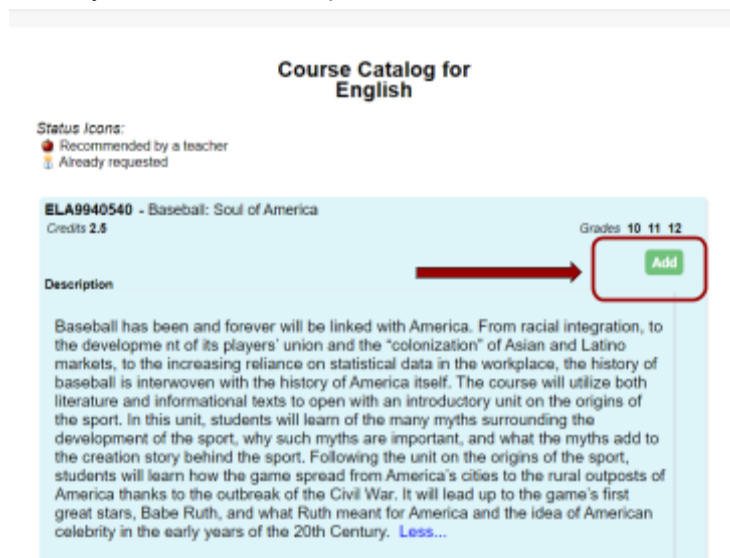 Course Catalog for
English
Status Icons:
Recommended by a teacher
Already requested
ELA9940540 - Baseball: Soul of America
Credits 2.5
Grades 10 11 12
Add
Description
Baseball has been and forever will be linked with America. From racial integration, to
the developme nt of its players' union and the “colonization” of Asian and Latino
markets, to the increasing reliance on statistical data in the workplace, the history of
baseball is interwoven with the history of America itself. The course will utilize both
literature and informational texts to open with an introductory unit on the origins of
the sport. In this unit, students will learn of the many myths surrounding the
development of the sport, why such myths are important, and what the myths add to
the creation story behind the sport. Following the unit on the origins of the sport,
students will learn how the game spread from America's cities to the rural outposts of
America thanks to the outbreak of the Civil War. It will lead up to the game's first
great stars, Babe Ruth, and what Ruth meant for America and the idea of American
celebrity in the early years of the 20th Century. Less...